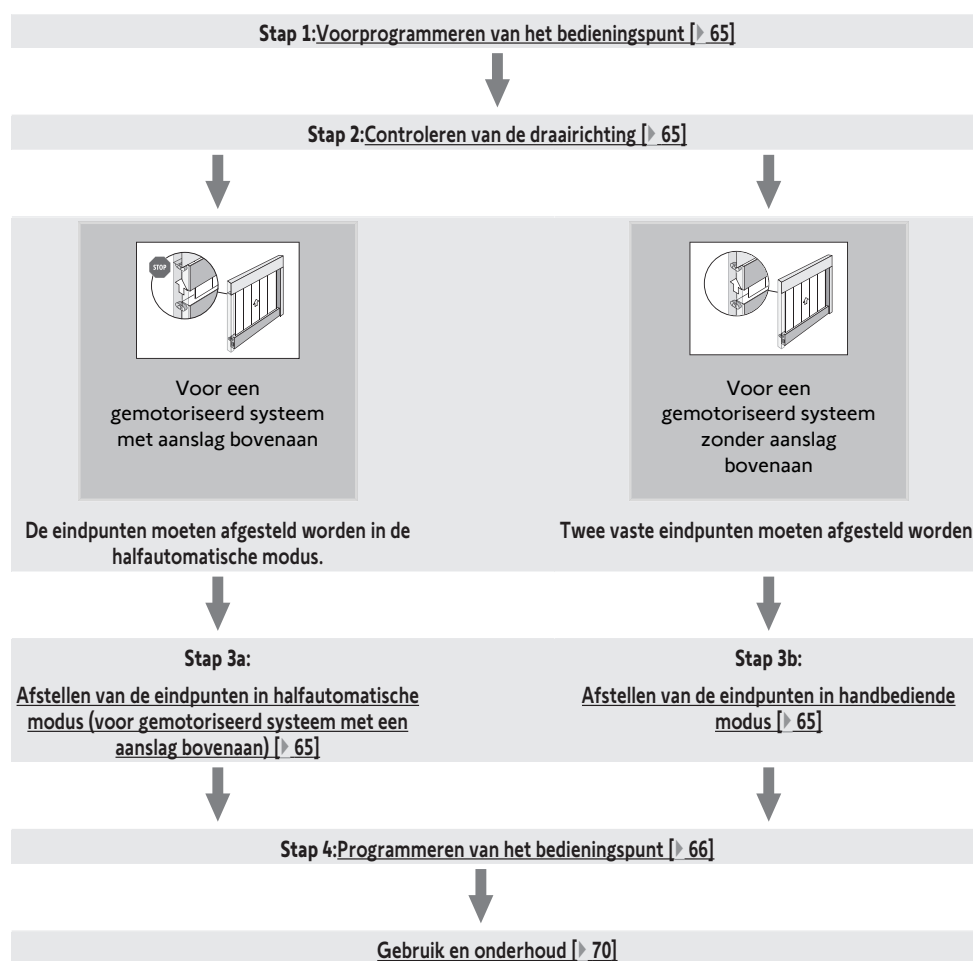 Stap 1:Voorprogrammeren van het bedieningspunt [ 65]
Stap 2:Controleren van de draairichting [ 65]
STOP
Voor een
gemotoriseerd systeem
met aanslag bovenaan
De eindpunten moeten afgesteld worden in de
halfautomatische modus.
Voor een
gemotoriseerd systeem
zonder aanslag
bovenaan
Twee vaste eindpunten moeten afgesteld worden
Stap 3a:
Afstellen van de eindpunten in halfautomatische
modus (voor gemotoriseerd systeem met een
aanslag bovenaan) [ 65]
Stap 3b:
Afstellen van de eindpunten in handbediende
modus [ 65]
Stap 4:Programmeren van het bedieningspunt [ 66]
Gebruik en onderhoud [ 70]